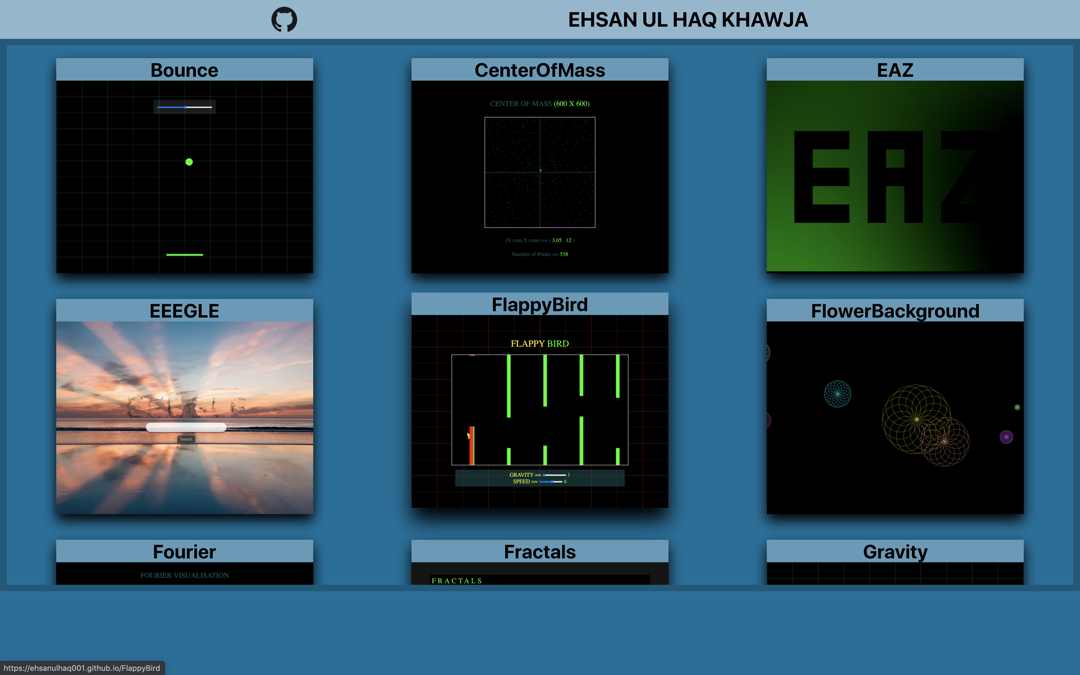 EHSAN UL HAQ KHAWJA
Bounce
CenterOfMass
EAZ
CENTER OF MASS (600 X 600)
EAZ
(X com ,Y com) == ( 3.05 , 12 )
Number of Points == 538
EEEGLE
FlappyBird
FlowerBackground
Search
FLAPPY BIRD
GRAVITY == 1
SPEED == 6
Fourier
Fractals
Gravity
FOURIER VISUALISATION
FRACTALS
https://ehsanulhaq001.github.io/FlappyBird